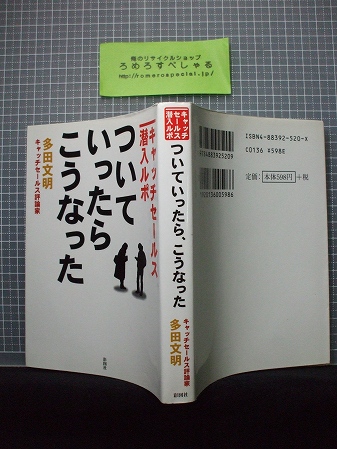 俺のリサイクルショップ
ろめろすぺしゃる
http://romerospecial.jp/
キャッチセールス
潜入ルポ
ついて
いったら
こうなった
多田文明
キャッチセールス評論家
彩図社
キャッチ
セールス
潜入ルポ
ついていったら、こうなった
キャッチセールス評論家
多田文明
彩図社
ISBN4-88392-520-X
C0136 ¥598E
定価:本体598円+税
9784883925209
1920136005986